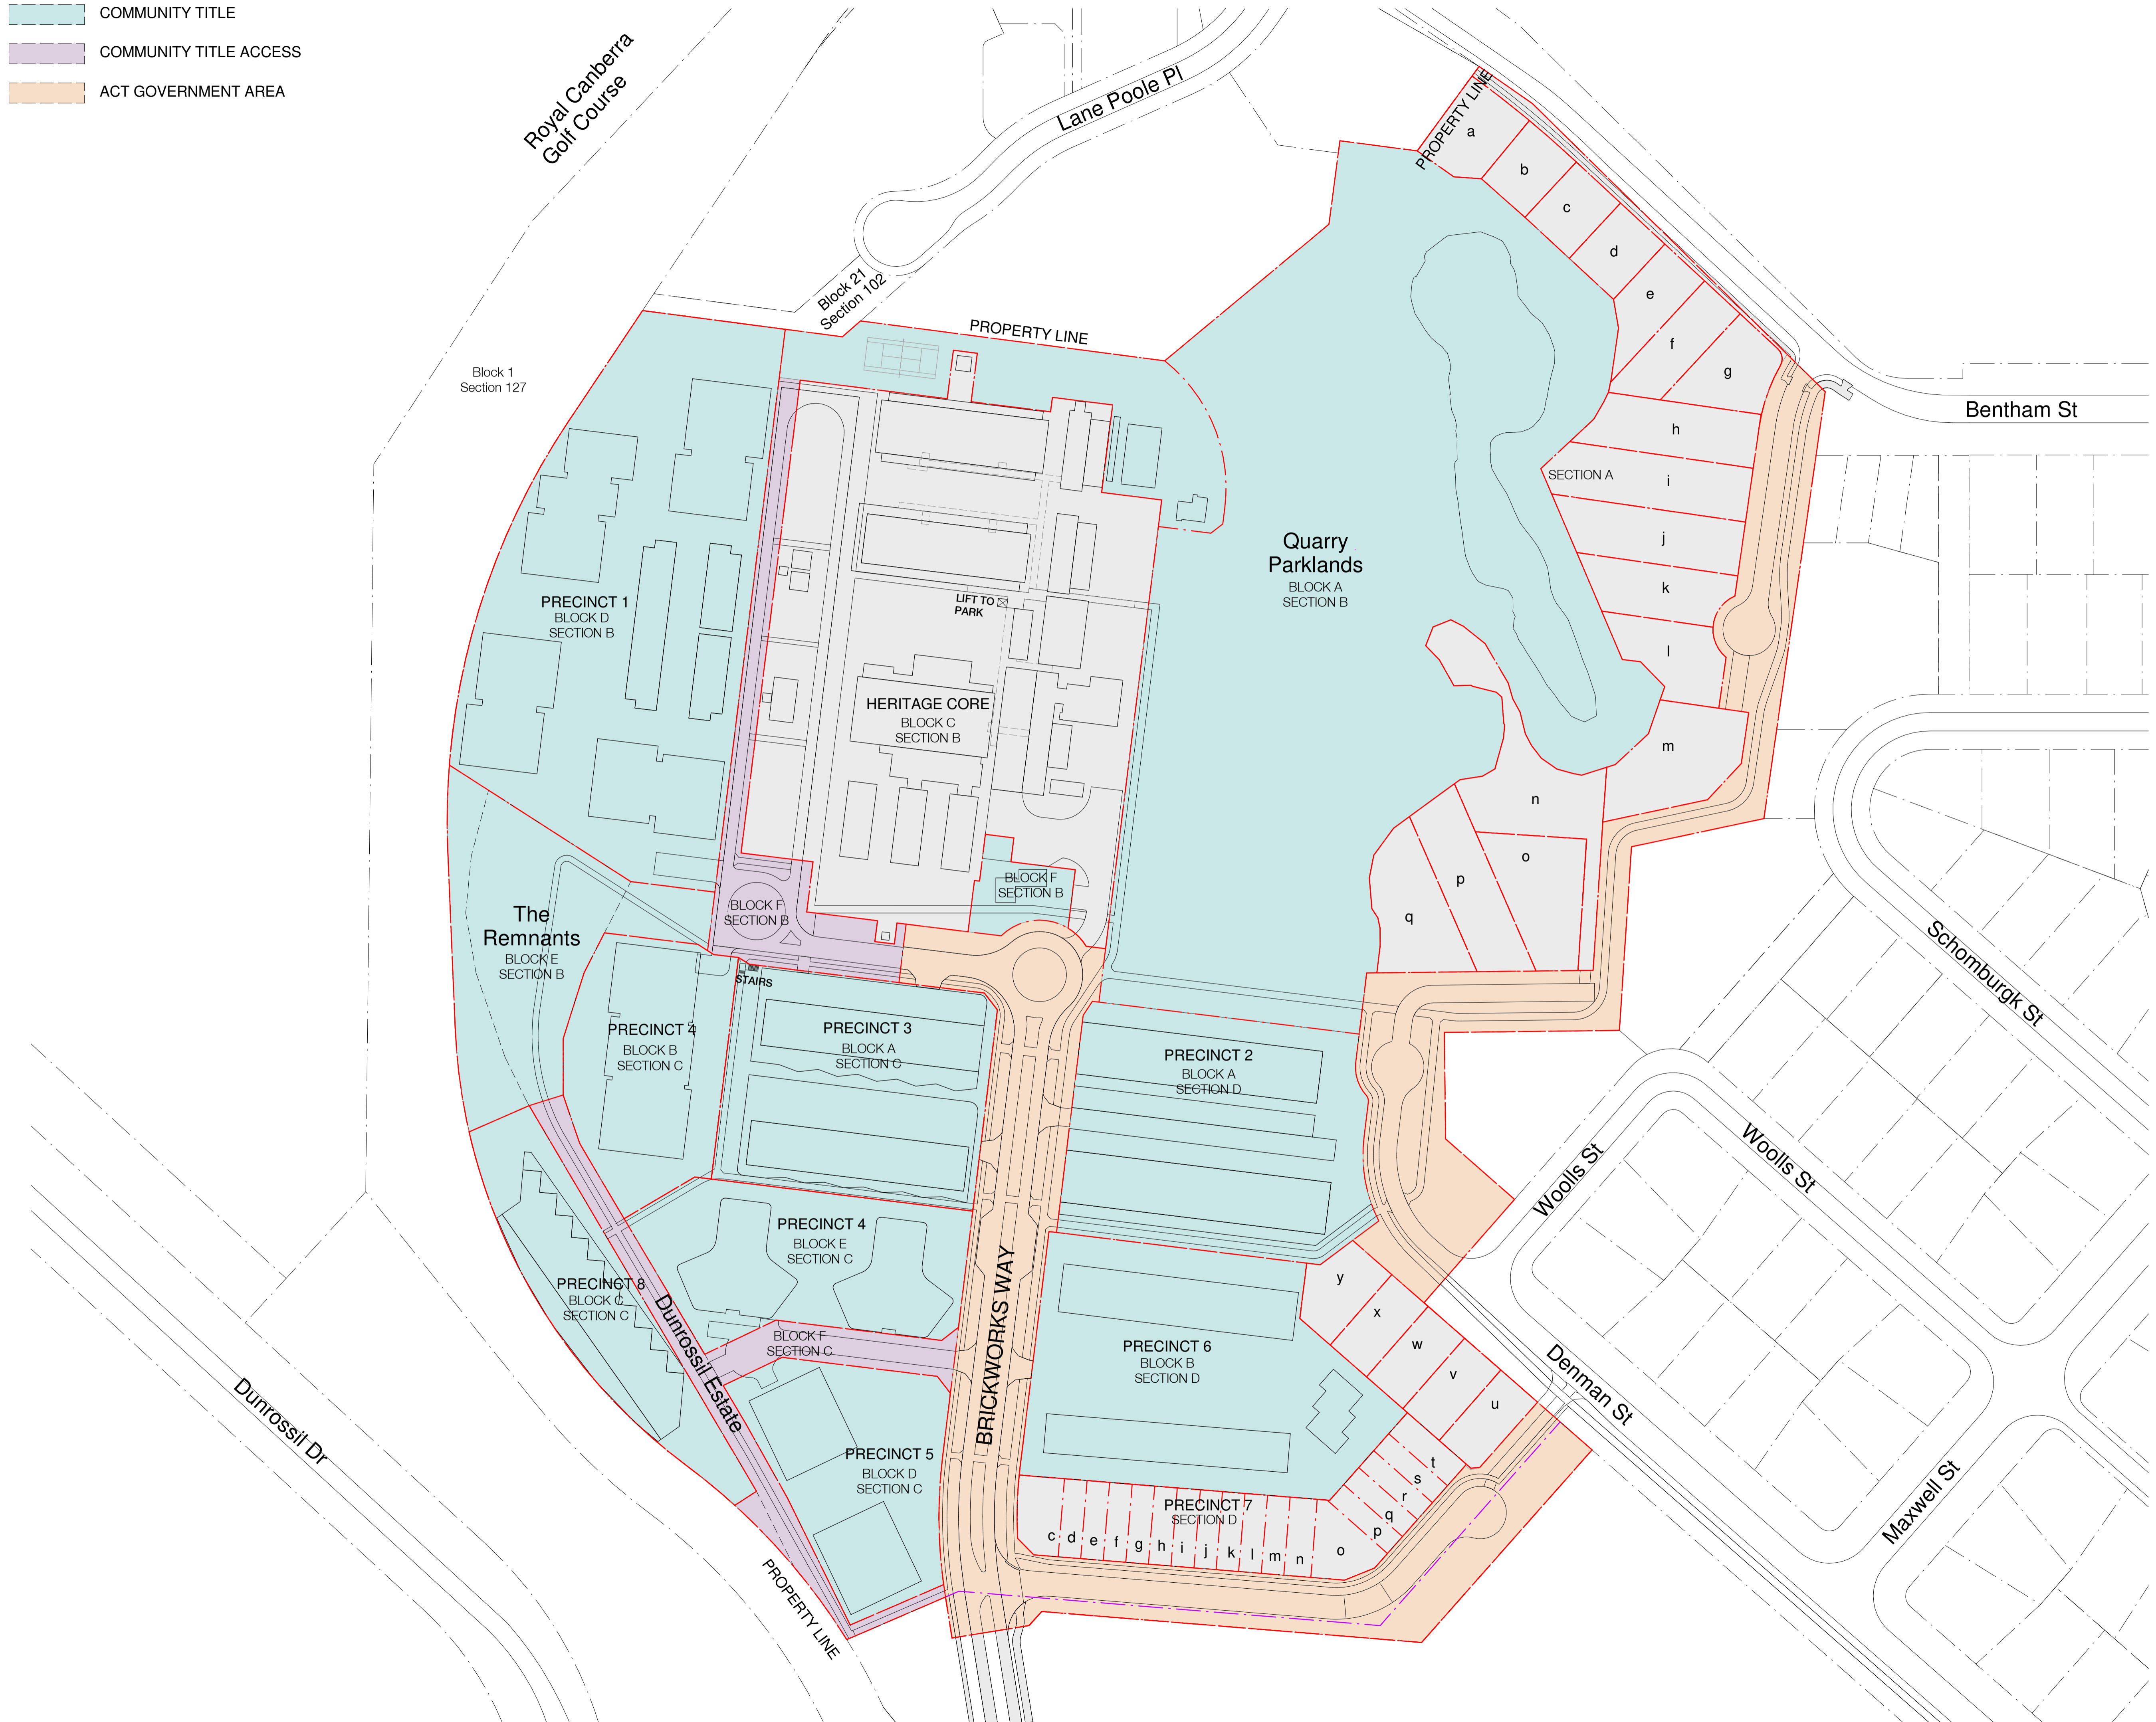 COMMUNITY TITLE
COMMUNITY TITLE ACCESS
ACT GOVERNMENT AREA
Royal Canberra
Golf Course
Lane Poole Pl
PROPERTY LINE
a
b
c
d
e
f
g
h
i
j
k
l
m
n
o
p
q
SECTION A
Block 21
Section 102
PROPERTY LINE
Block 1
Section 127
Bentham St
Quarry
Parklands
BLOCK A
SECTION B
PRECINCT 1
BLOCK D
SECTION B
LIFT TO
PARK
HERITAGE CORE
BLOCK C
SECTION B
BLOCK F
SECTION B
BLOCK F
SECTION B
The
Remnants
BLOCK E
SECTION B
STAIRS
PRECINCT 4
BLOCK B
SECTION C
PRECINCT 3
BLOCK A
SECTION C
PRECINCT 2
BLOCK A
SECTION D
Schomburgk St
Woolls St
Woolls St
PRECINCT 4
BLOCK E
SECTION C
PRECINCT 8
BLOCK C
SECTION C
Dunrossil Estate
BLOCK F
SECTION C
BRICKWORKS WAY
PRECINCT 6
BLOCK B
SECTION D
y
x
w
v
u
t
s
r
q
p
Denman St
Maxwell St
Dunrossil Dr
PRECINCT 5
BLOCK D
SECTION C
PRECINCT 7
SECTION D
c
d
e
f
g
h
i
j
k
l
m
n
o
PROPERTY LINE